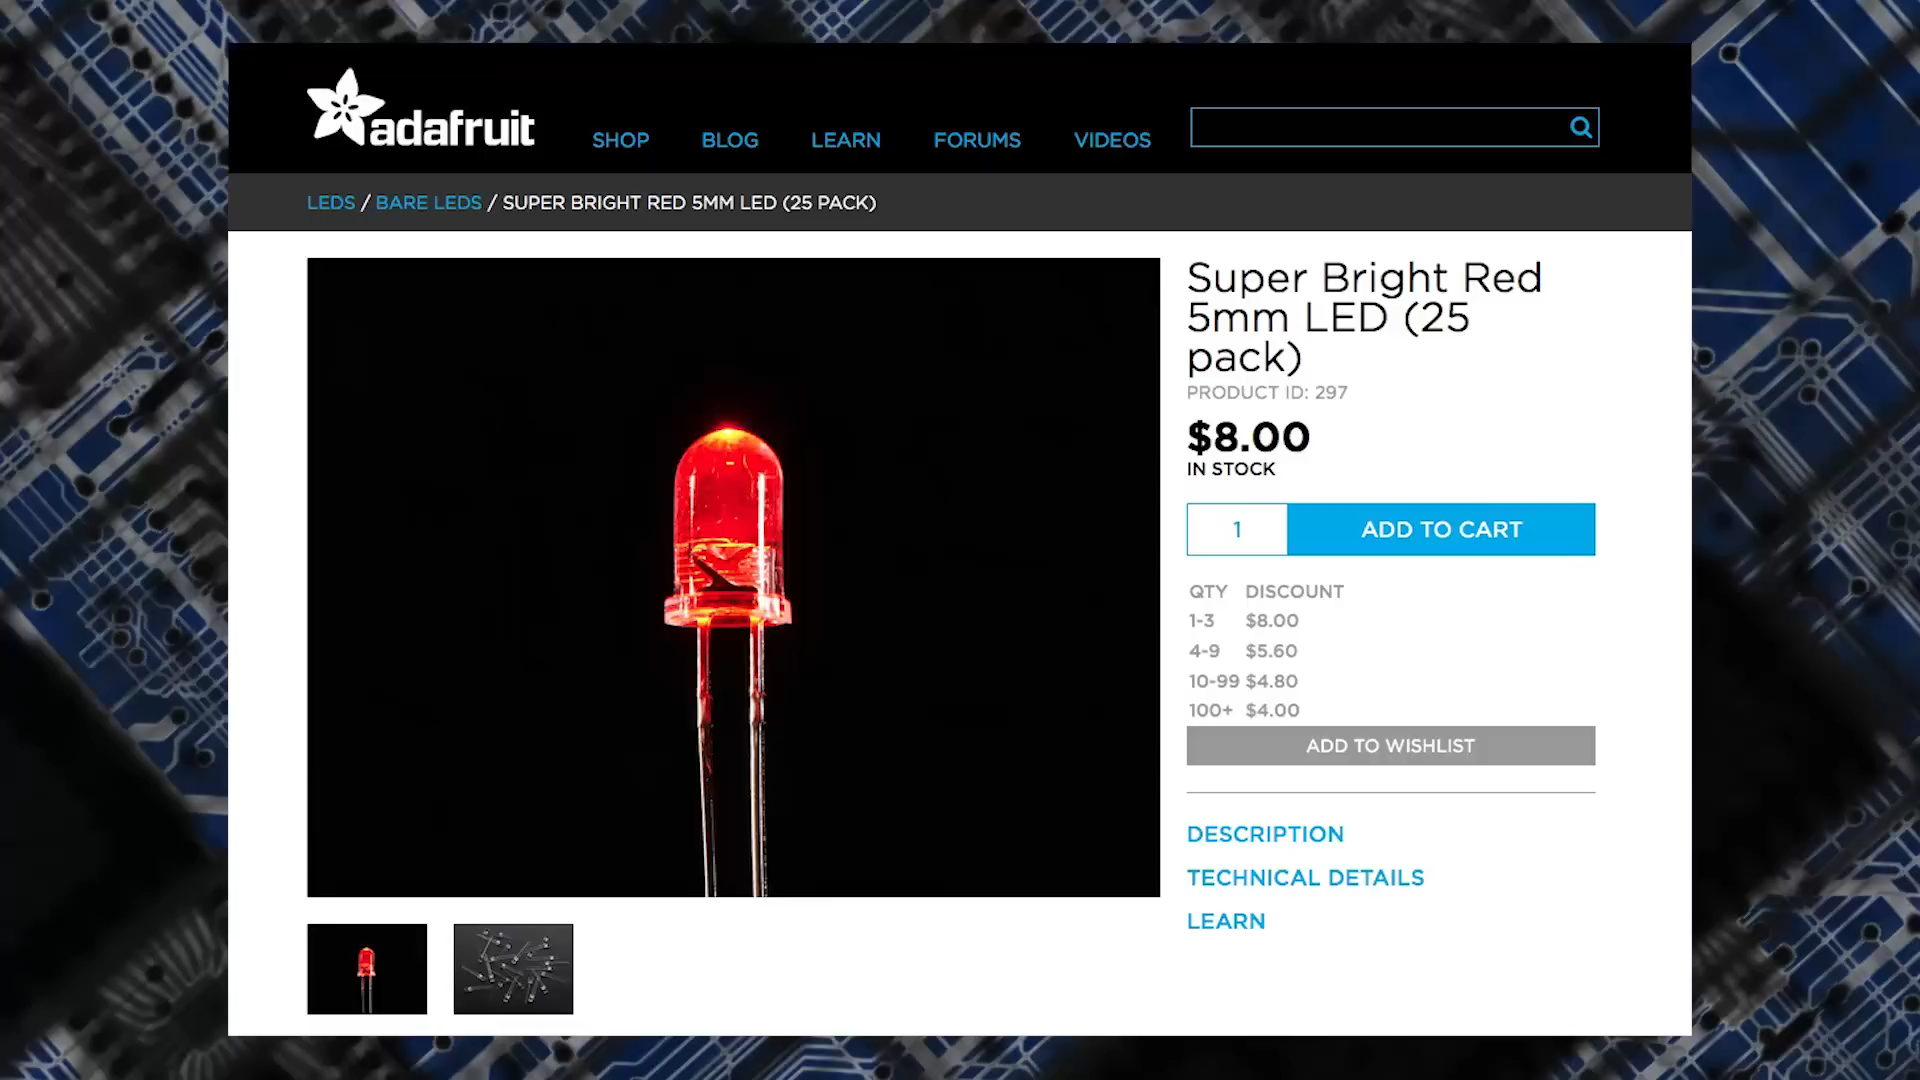 adafruit
SHOP BLOG LEARN FORUMS VIDEOS
LEDS / BARE LEDS / SUPER BRIGHT RED 5MM LED (25 PACK)
Super Bright Red
5mm LED (25
pack)
PRODUCT ID: 297
$8.00
IN STOCK
1 ADD TO CART
QTY DISCOUNT
1-3 $8.00
4-9 $5.60
10-99 $4.80
100+ $4.00
ADD TO WISHLIST
DESCRIPTION
TECHNICAL DETAILS
LEARN